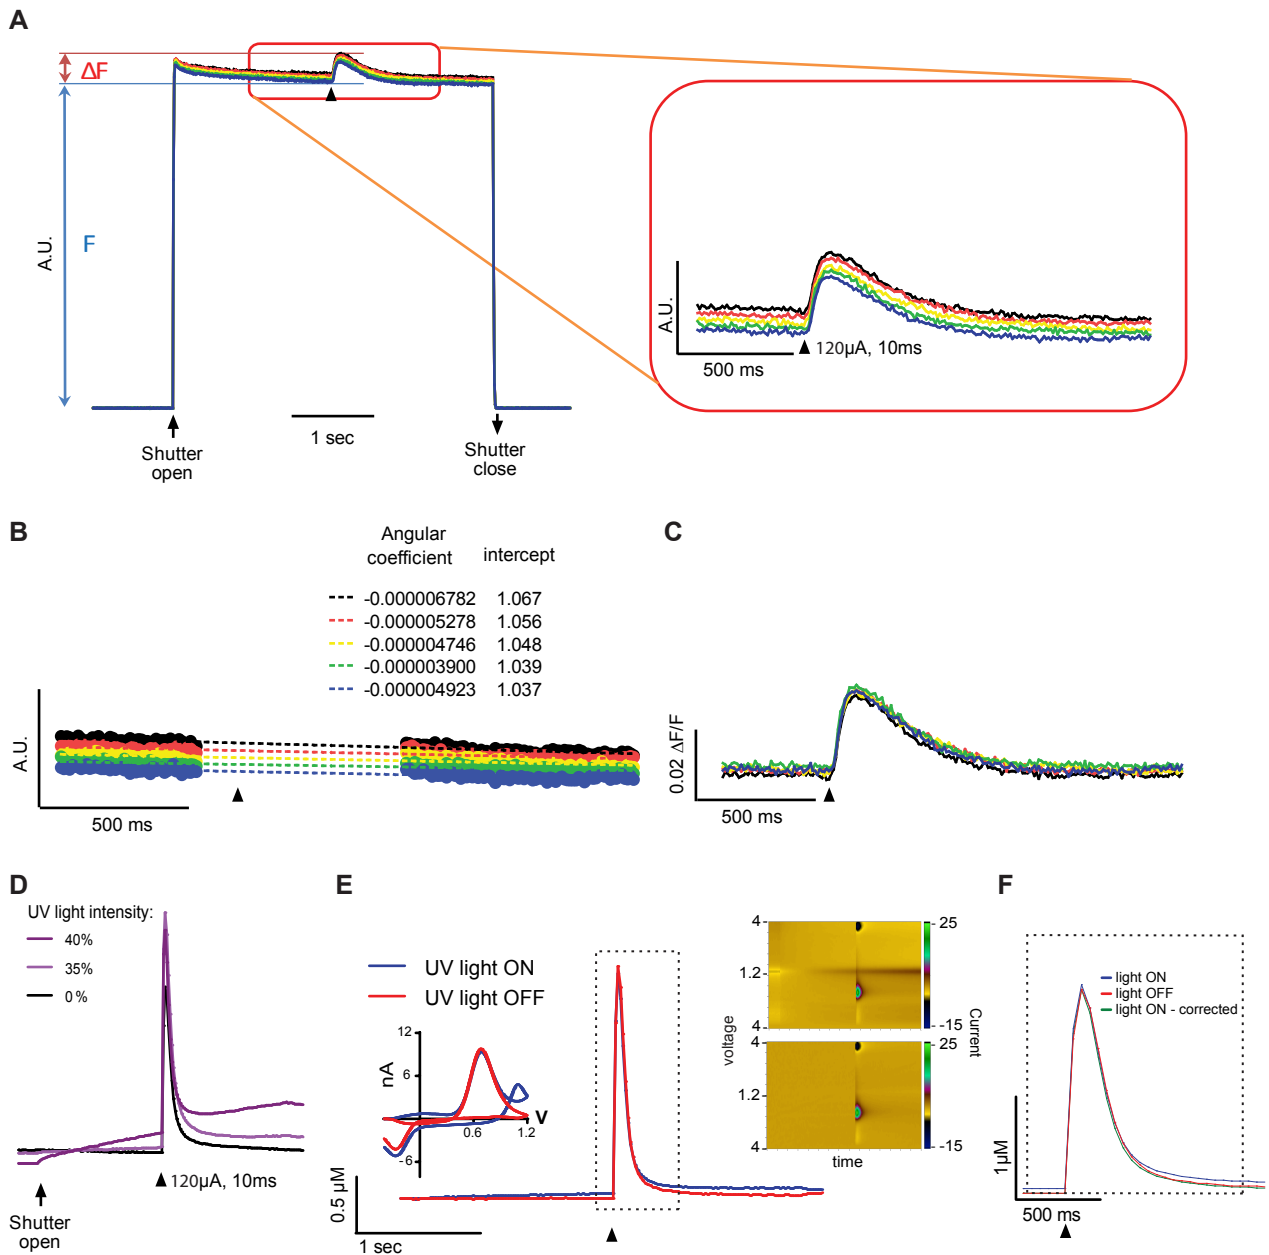 A
ΔF
F
A.U.
Shutter
open
1 sec
Shutter
close
A.U.
500 ms
120µA, 10ms
B
Angular
coefficient
intercept
-0.000006782 1.067
-0.000005278 1.056
-0.000004746 1.048
-0.000003900 1.039
-0.000004923 1.037
A.U.
500 ms
C
0.02 ΔF/F
500 ms
D
UV light intensity:
40%
35%
0%
120µA, 10ms
Shutter
open
E
UV light ON
UV light OFF
12
6
-6
nA
0.6
1.2
V
0.5 µM
1 sec
4
1.2
4
4
1.2
4
voltage
time
25
-15
25
-15
Current
F
light ON
light OFF
light ON - corrected
1 µM
500 ms